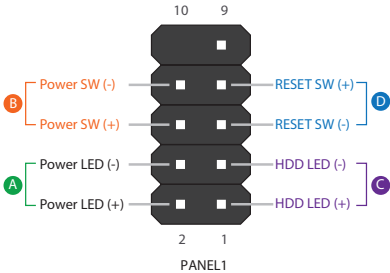 10 9
Power SW (-) RESET SW (+)
B D
Power SW (+) RESET SW (-)
Power LED (-) HDD LED (-)
A C
Power LED (+) HDD LED (+)
2 1
PANEL1